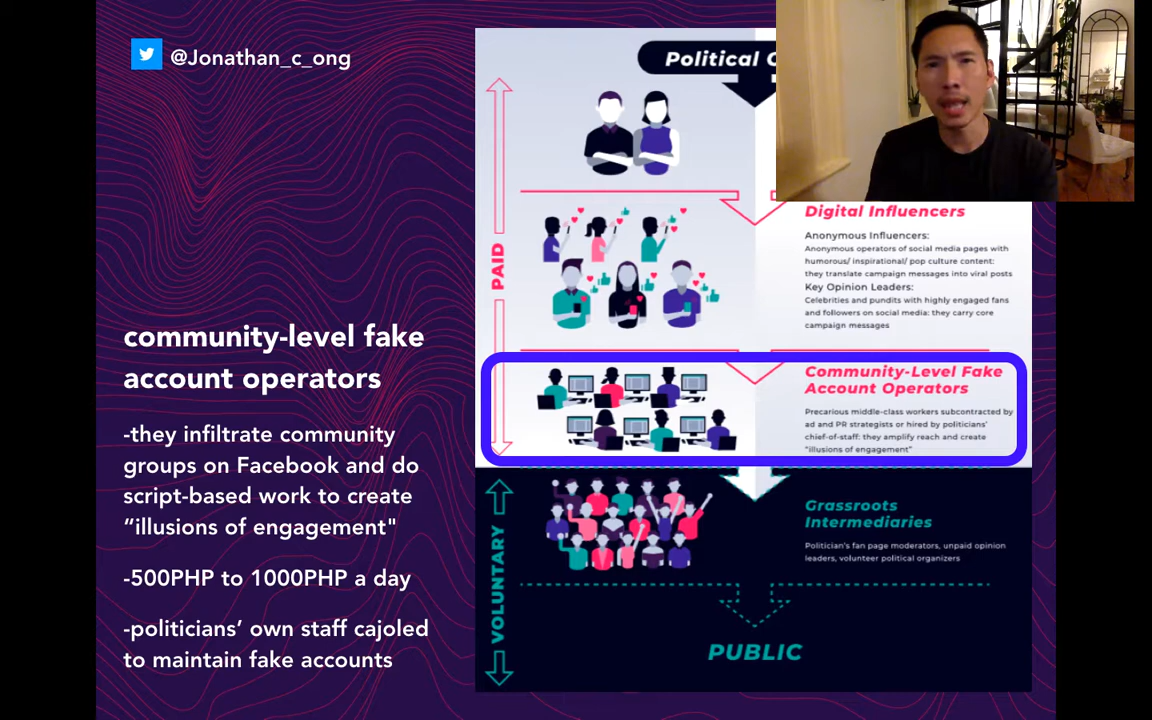 @Jonathan_c_ong
community-level fake
account operators
-they infiltrate community
groups on Facebook and do
script-based work to create
“illusions of engagement"
-500PHP to 1000PHP a day
-politicians’ own staff cajoled
to maintain fake accounts
Political
PAID
Digital Influencers
Anonymous Influencers:
Anonymous operators of social media pages with
humorous/ inspirational/ pop culture content:
they translate campaign messages into viral posts
Key Opinion Leaders:
Celebrities and pundits with highly engaged fans
and followers on social media: they carry core
campaign messages
Community-Level Fake
Account Operators
Precarious middle-class workers subcontracted by
ad and PR strategists or hired by politicians’
chief-of-staff: they amplify reach and create
“illusions of engagement”
VOLUNTARY
Grassroots
Intermediaries
Politician’s fan page moderators, unpaid opinion
leaders, volunteer political organizers
PUBLIC